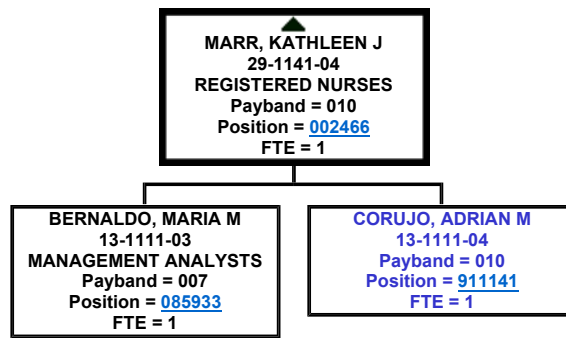 MARR, KATHLEEN J
29-1141-04
REGISTERED NURSES
Payband = 010
Position = 002466
FTE = 1
BERNALDO, MARIA M
13-1111-03
MANAGEMENT ANALYSTS
Payband = 007
Position = 085933
FTE = 1
CORUJO, ADRIAN M
13-1111-04
Payband = 010
Position = 911141
FTE = 1